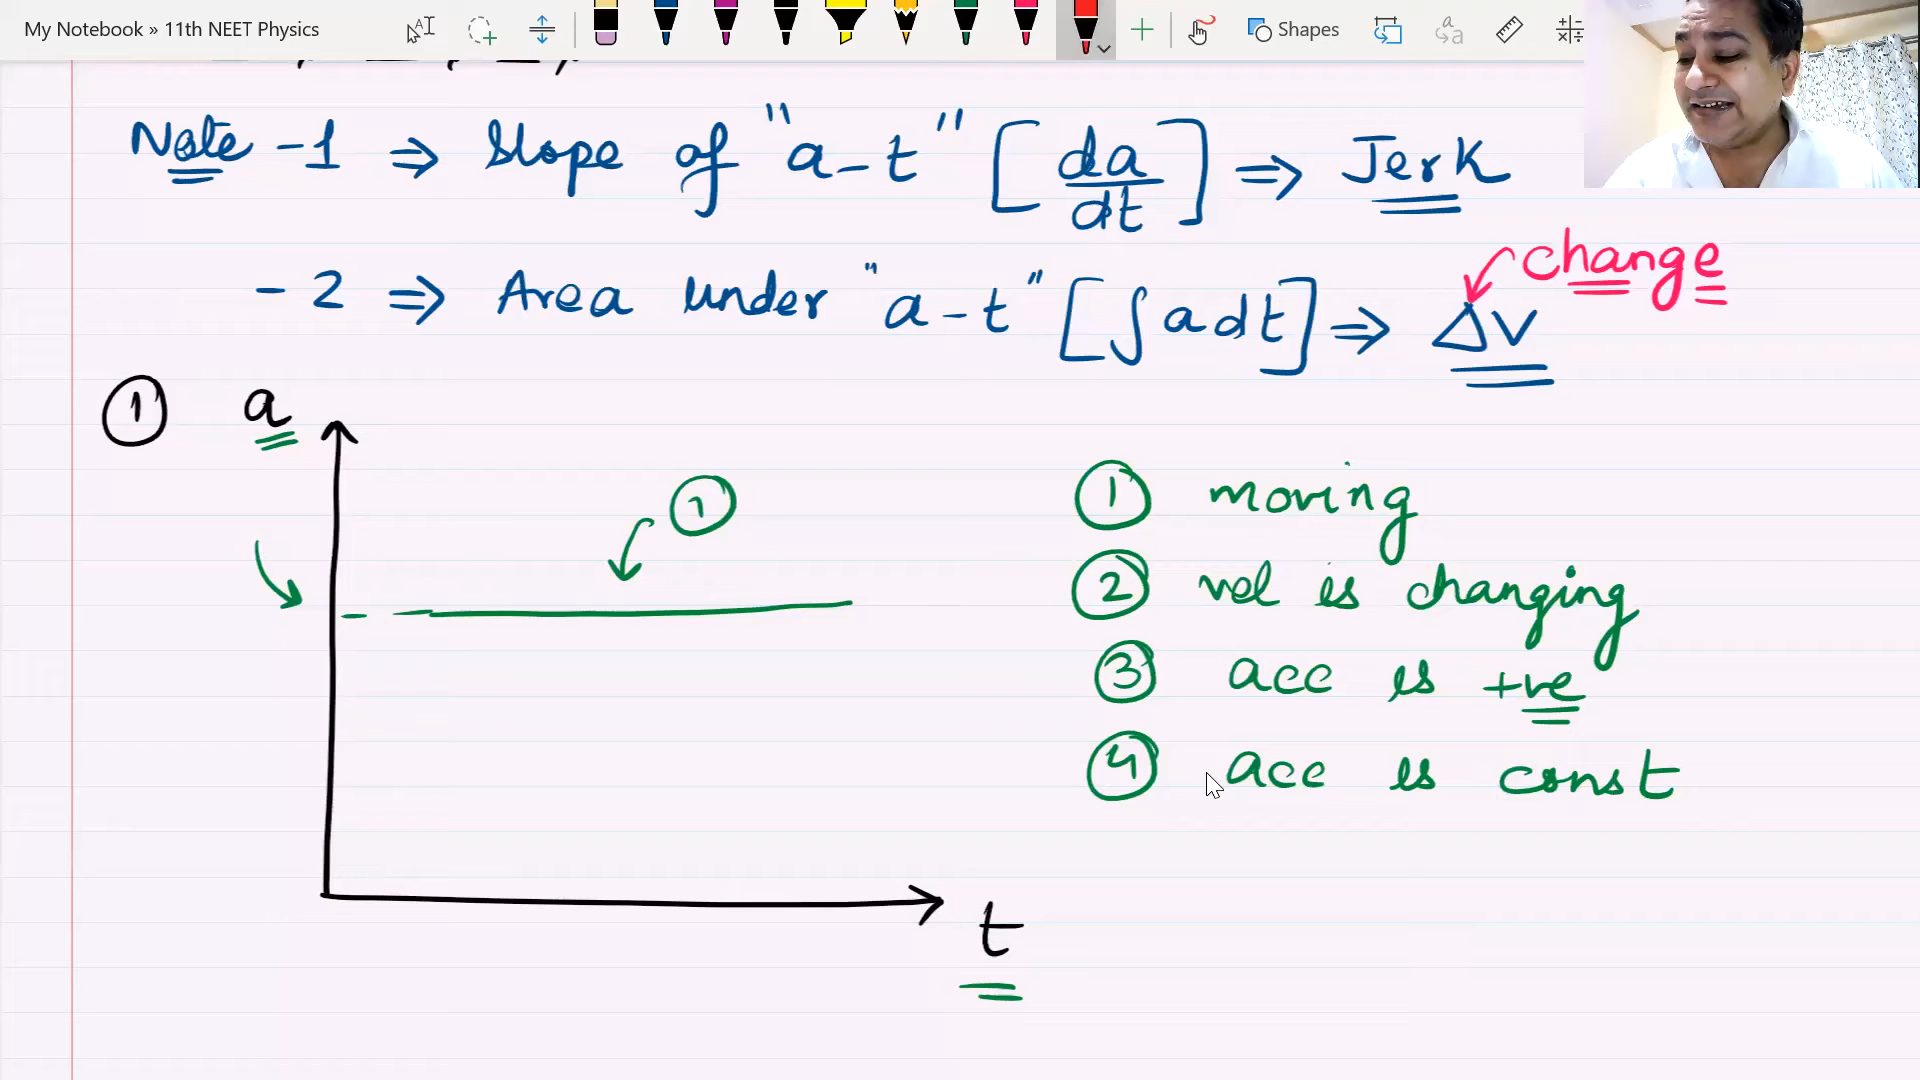 My Notebook » 11th NEET Physics
Shapes
Note -1 ⇒ Slope of "a-t" [da/dt] ⇒ Jerk
change
-2 ⇒ Area under "a-t" [∫a dt] ⇒ ΔV
① a
①
① moving
② vel is changing
③ acc is +ve
④ acc is const
t